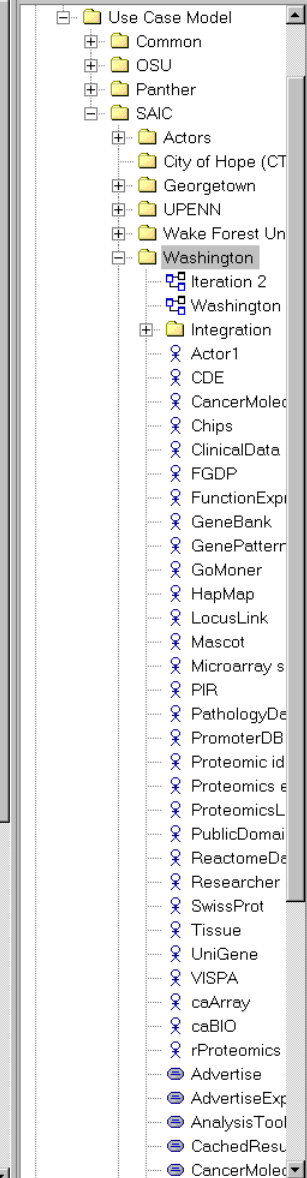 Use Case Model
Common
OSU
Panther
SAIC
Actors
City of Hope (CT
Georgetown
UPENN
Wake Forest Un
Washington
Iteration 2
Washington
Integration
Actor1
CDE
CancerMolec
Chips
ClinicalData
FGDP
FunctionExpr
GeneBank
GenePattern
GoMoner
HapMap
LocusLink
Mascot
Microarray s
PIR
PathologyDa
PromoterDB
Proteomic id
Proteomics e
ProteomicsL
PublicDomai
ReactomeDa
Researcher
SwissProt
Tissue
UniGene
VISPA
caArray
caBIO
rProteomics
Advertise
AdvertiseExp
AnalysisTool
CachedResu
CancerMolec